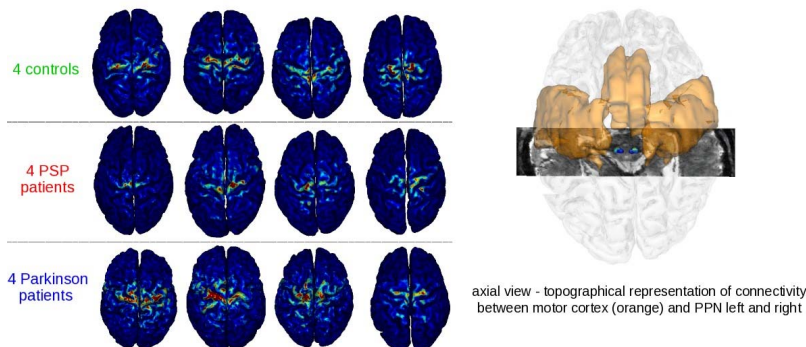 4 controls
4 PSP
patients
4 Parkinson
patients
axial view - topographical representation of connectivity
between motor cortex (orange) and PPN left and right